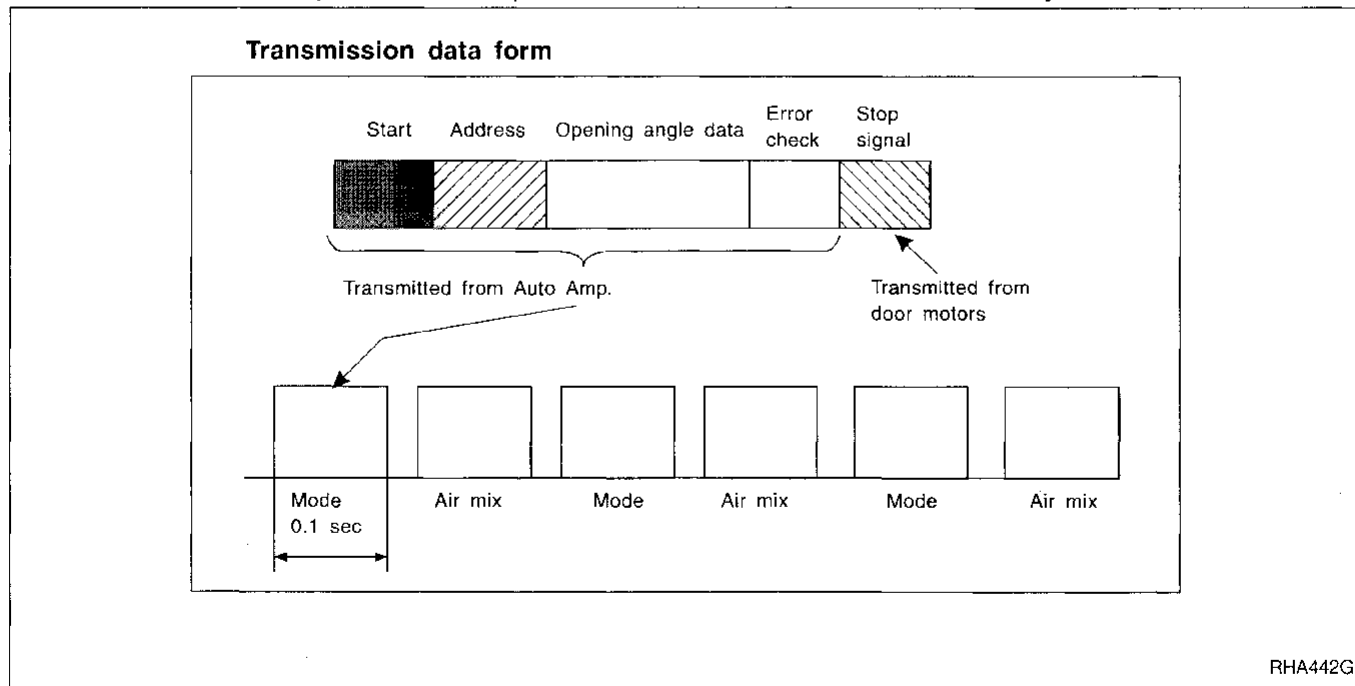 Transmission data form
Start Address Opening angle data Error check Stop signal
Transmitted from Auto Amp.
Transmitted from door motors
Mode Air mix Mode Air mix Mode Air mix
0.1 sec
RHA442G